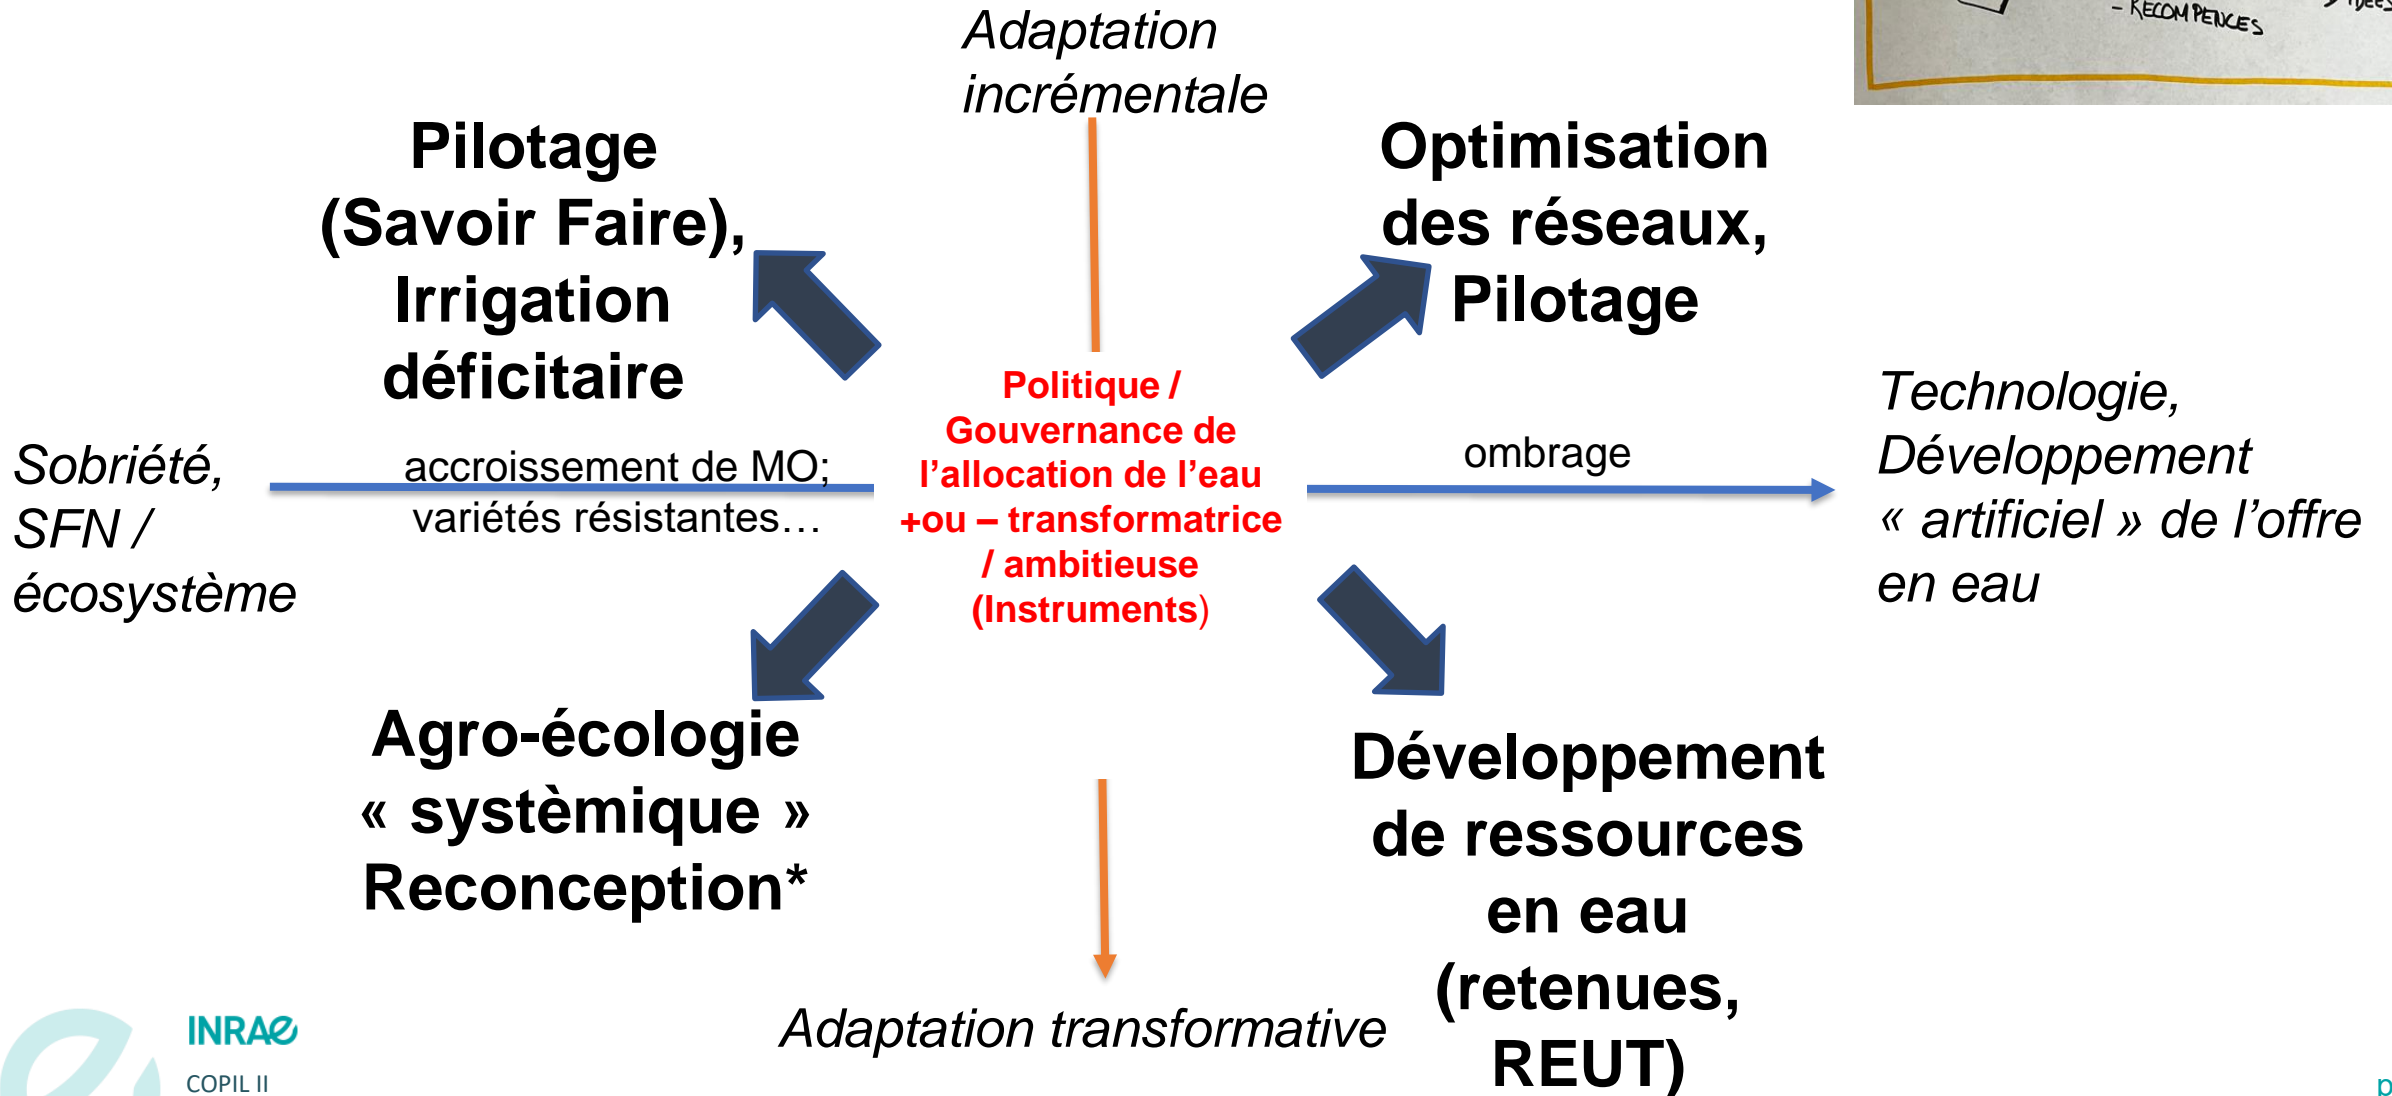 - RECOMPENCES
Adaptation
incrémentale
Pilotage
(Savoir Faire),
Irrigation
déficitaire
Optimisation
des réseaux,
Pilotage
Politique /
Gouvernance de
l’allocation de l’eau
+ou – transformatrice
/ ambitieuse
(Instruments)
Sobriété,
SFN /
écosystème
accroissement de MO;
variétés résistantes…
ombrage
Technologie,
Développement
« artificiel » de l’offre
en eau
Agro-écologie
« systèmique »
Reconception*
Développement
de ressources
en eau
(retenues,
REUT)
Adaptation transformative
INRAE
COPIL II